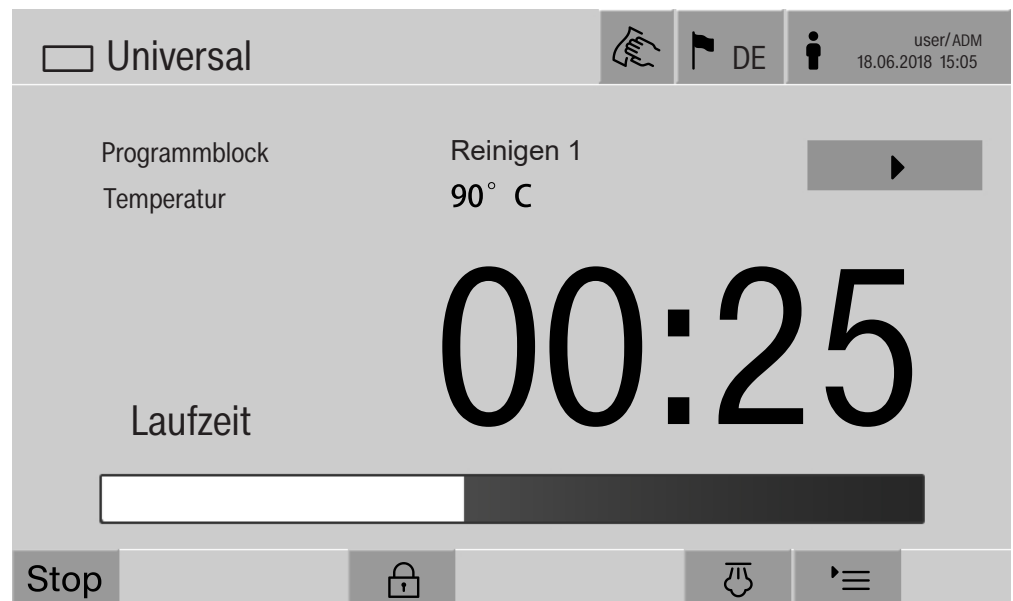 Universal
DE
user/ADM
18.06.2018 15:05
Programmblock Reinigen 1
Temperatur 90° C
00:25
Laufzeit
Stop